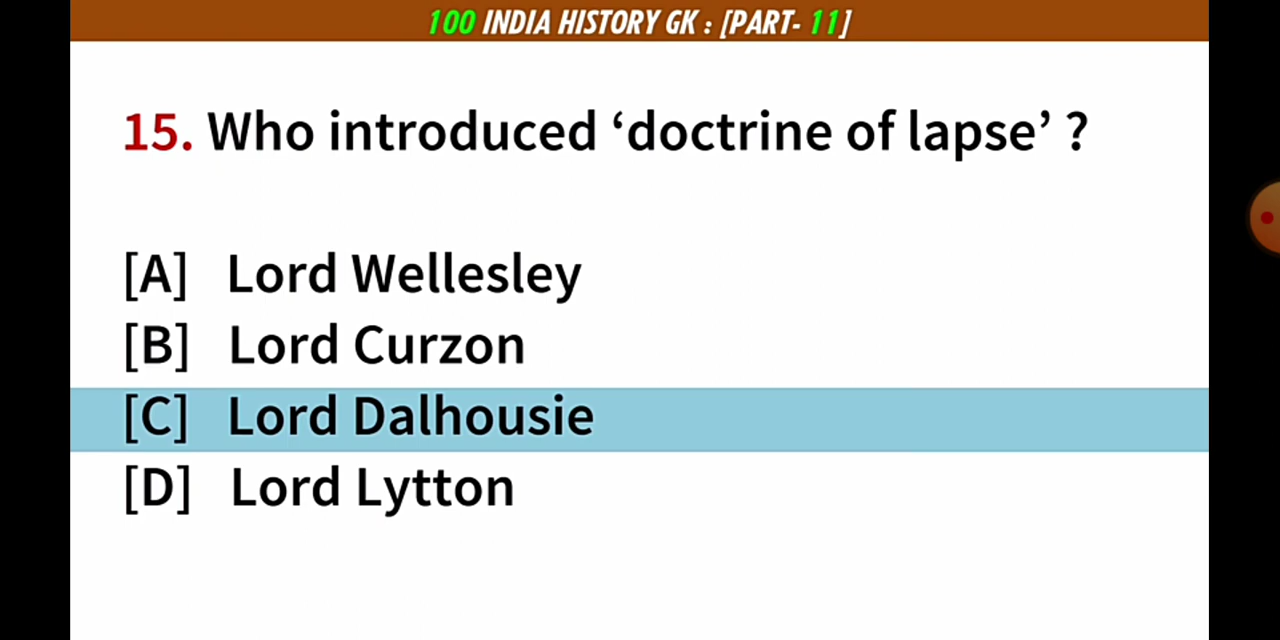 100 INDIA HISTORY GK : [PART- 11]
15. Who introduced ‘doctrine of lapse’ ?
[A] Lord Wellesley
[B] Lord Curzon
[C] Lord Dalhousie
[D] Lord Lytton